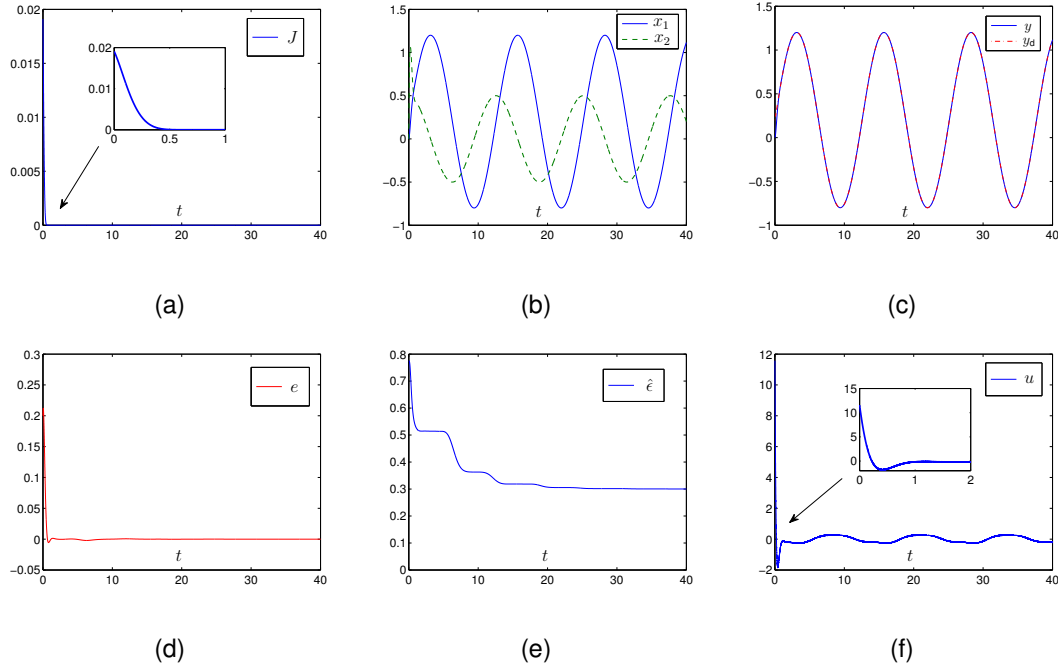 0.02
0.015
0.01
0.005
0
0 10 20 30 40
J
0.02
0.01
0
0 0.5 1
t
(a)
1.5
1
0.5
0
−0.5
−1
0 10 20 30 40
x₁
x₂
t
(b)
1.5
1
0.5
0
−0.5
−1
0 10 20 30 40
y
y_d
t
(c)
0.3
0.25
0.2
0.15
0.1
0.05
0
−0.05
0 10 20 30 40
e
t
(d)
0.8
0.7
0.6
0.5
0.4
0.3
0.2
0.1
0
0 10 20 30 40
ϵ̂
t
(e)
12
10
8
6
4
2
0
−2
0 10 20 30 40
u
15
10
5
0
0 1 2
t
(f)